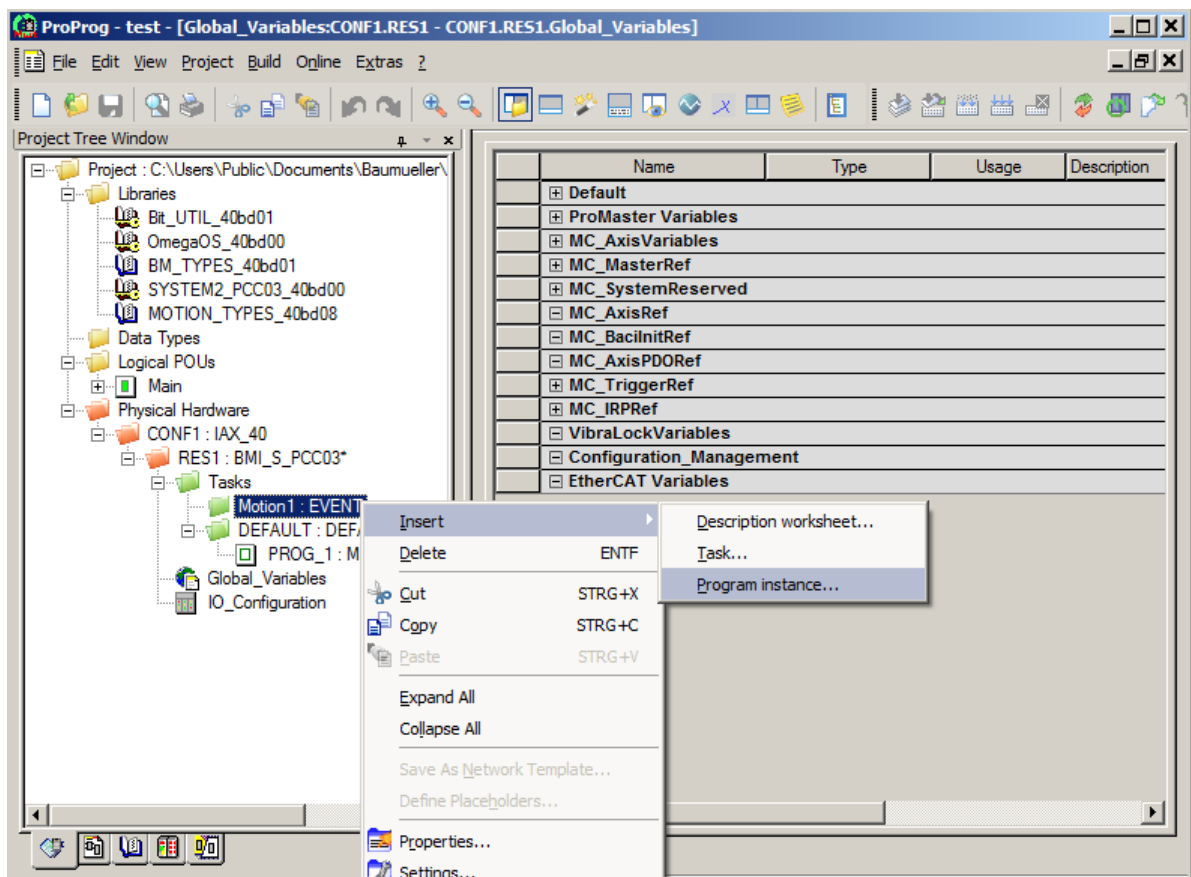 ProProg - test - [Global_Variables:CONF1.RES1 - CONF1.RES1.Global_Variables]
File Edit View Project Build Online Extras ?
Project Tree Window
Project : C:\Users\Public\Documents\Baumueller\
Libraries
Bit_UTIL_40bd01
OmegaOS_40bd00
BM_TYPES_40bd01
SYSTEM2_PCC03_40bd00
MOTION_TYPES_40bd08
Data Types
Logical POUs
Main
Physical Hardware
CONF1 : IAX_40
RES1 : BMI_S_PCC03*
Tasks
Motion1 : EVENT
DEFAULT : DEFA
PROG_1 : M
Global_Variables
IO_Configuration
Name Type Usage Description
Default
ProMaster Variables
MC_AxisVariables
MC_MasterRef
MC_SystemReserved
MC_AxisRef
MC_BaciInitRef
MC_AxisPDORef
MC_TriggerRef
MC_IRPRef
VibraLockVariables
Configuration_Management
EtherCAT Variables
Insert
Delete ENTF
Cut STRG+X
Copy STRG+C
Paste STRG+V
Expand All
Collapse All
Save As Network Template...
Define Placeholders...
Properties...
Settings...
Description worksheet...
Task...
Program instance...